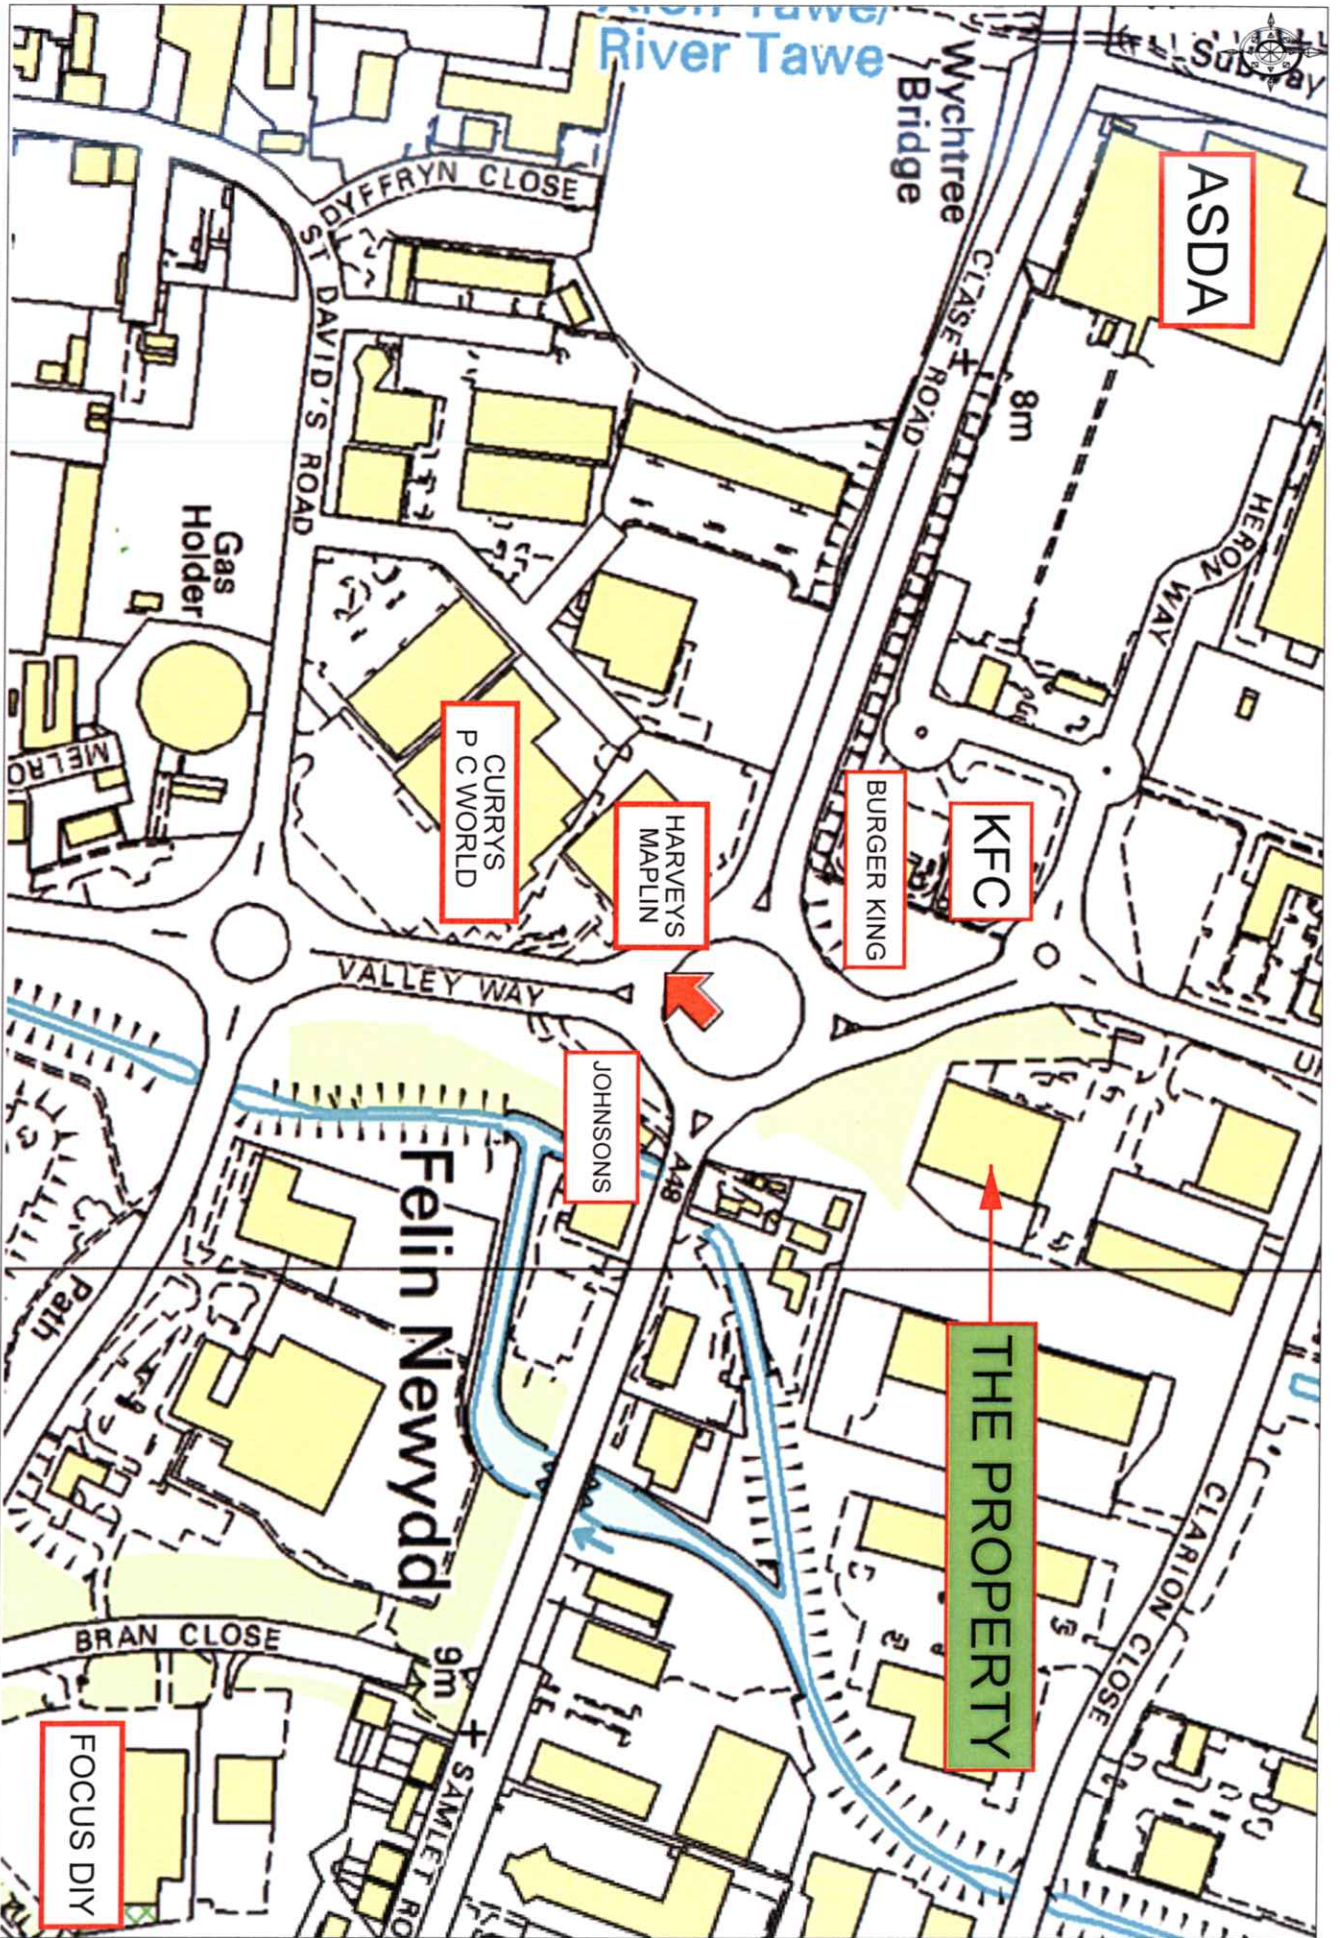 Afon Tawe/
River Tawe
Wychtree
Bridge
Subway
ASDA
DYFFRYN CLOSE
ST DAVID'S ROAD
CLASE ROAD
8m
HERON WAY
Gas
Holder
CURRYS
P C WORLD
HARVEYS
MAPLIN
BURGER KING
KFC
VALLEY WAY
JOHNSONS
A48
THE PROPERTY
Felin Newydd
Path
CLARION CLOSE
BRAN CLOSE
9m
SAMLET RO
FOCUS DIY
MELRO